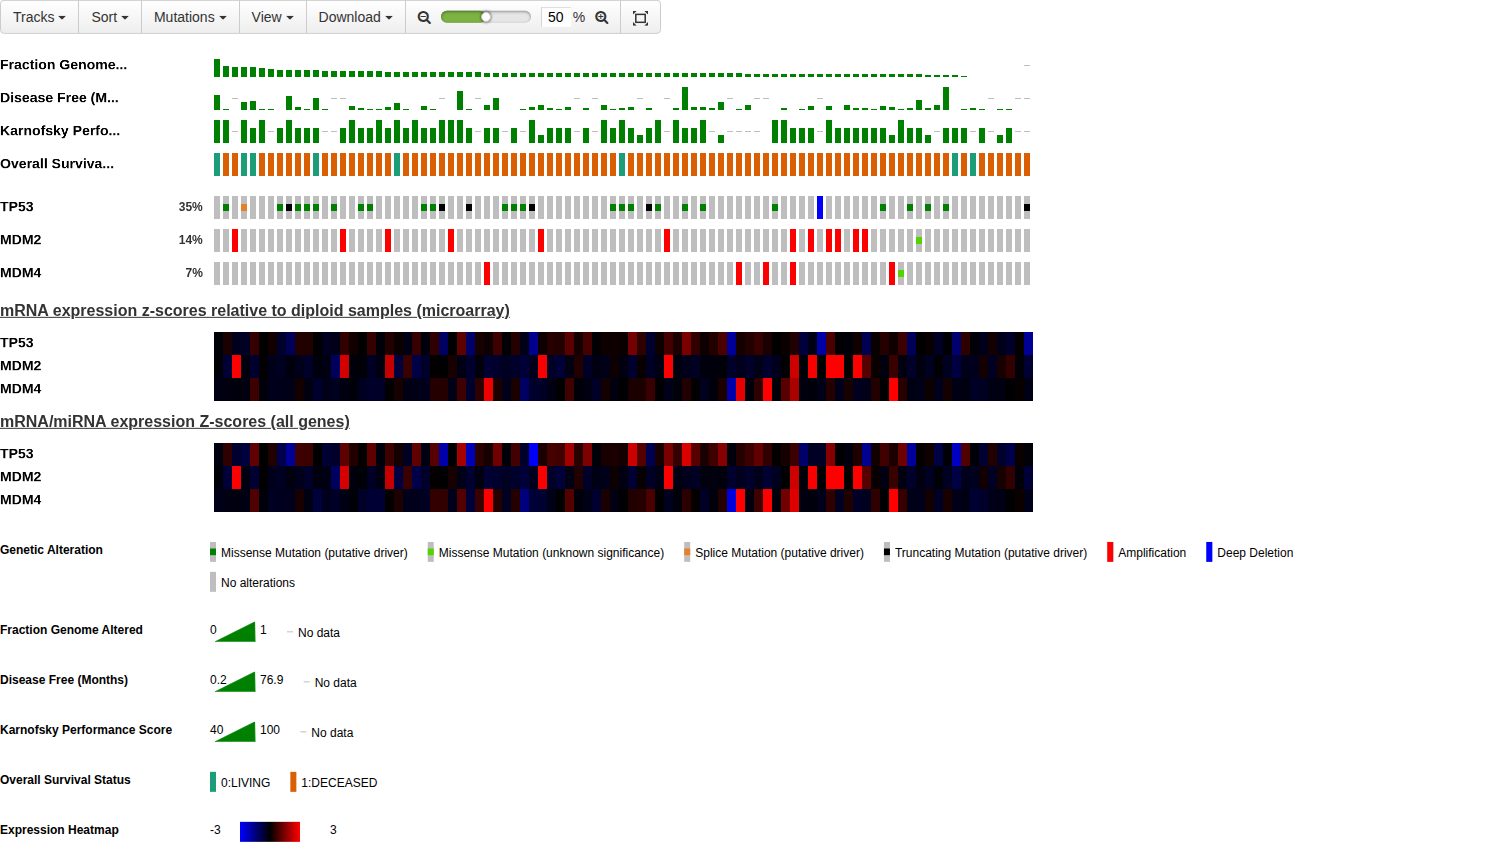 Tracks Sort Mutations View Download 50 %
Fraction Genome...
Disease Free (M...
Karnofsky Perfo...
Overall Surviva...
TP53 35%
MDM2 14%
MDM4 7%
mRNA expression z-scores relative to diploid samples (microarray)
TP53
MDM2
MDM4
mRNA/miRNA expression Z-scores (all genes)
TP53
MDM2
MDM4
Genetic Alteration Missense Mutation (putative driver) Missense Mutation (unknown significance) Splice Mutation (putative driver) Truncating Mutation (putative driver) Amplification Deep Deletion
No alterations
Fraction Genome Altered 0 1 No data
Disease Free (Months) 0.2 76.9 No data
Karnofsky Performance Score 40 100 No data
Overall Survival Status 0:LIVING 1:DECEASED
Expression Heatmap -3 3